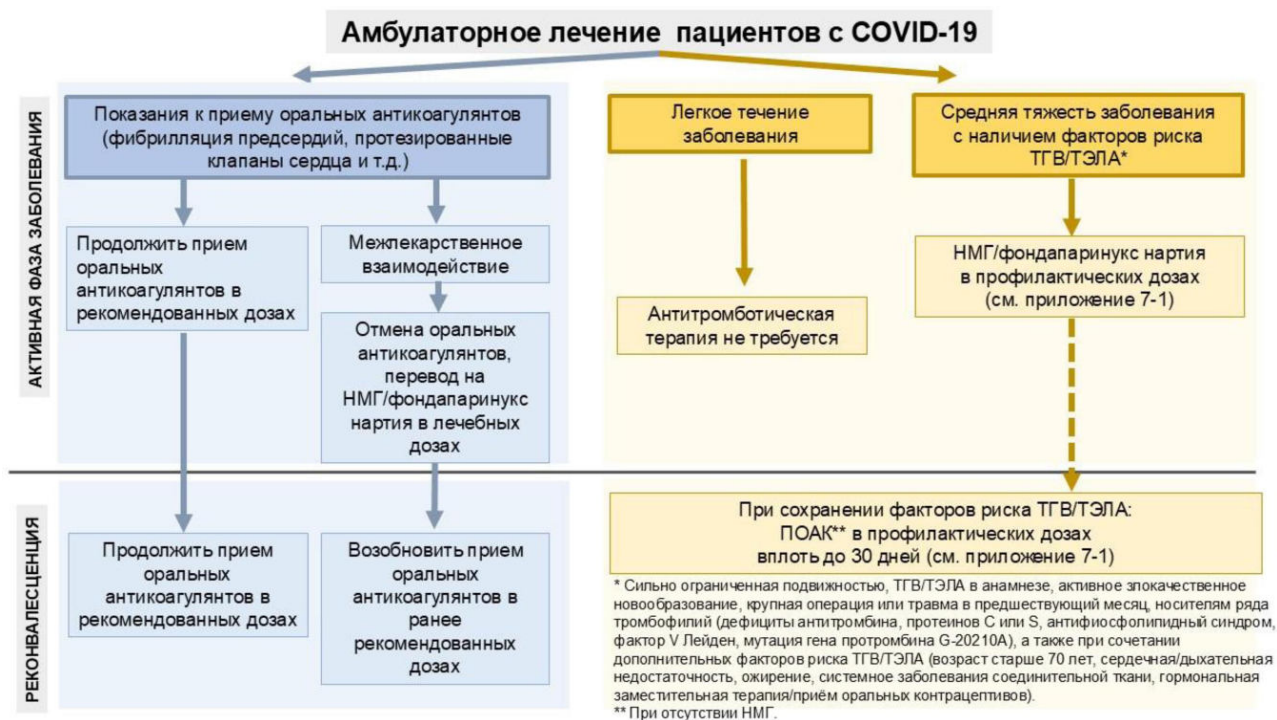 Амбулаторное лечение пациентов с COVID-19
АКТИВНАЯ ФАЗА ЗАБОЛЕВАНИЯ
Показания к приему оральных антикоагулянтов
(фибрилляция предсердий, протезированные
клапаны сердца и т.д.)
Продолжить прием
оральных
антикоагулянтов в
рекомендованных дозах
Межлекарственное
взаимодействие
Отмена оральных
антикоагулянтов,
перевод на
НМГ/фондапаринукс
нартия в лечебных
дозах
Легкое течение
заболевания
Антитромботическая
терапия не требуется
Средняя тяжесть заболевания
с наличием факторов риска
ТГВ/ТЭЛА*
НМГ/фондапаринукс нартия
в профилактических дозах
(см. приложение 7-1)
РЕКОНВАЛЕСЦЕНЦИЯ
Продолжить прием
оральных
антикоагулянтов в
рекомендованных дозах
Возобновить прием
оральных
антикоагулянтов в
ранее
рекомендованных
дозах
При сохранении факторов риска ТГВ/ТЭЛА:
ПОАК** в профилактических дозах
вплоть до 30 дней (см. приложение 7-1)
* Сильно ограниченная подвижностью, ТГВ/ТЭЛА в анамнезе, активное злокачественное
новообразование, крупная операция или травма в предшествующий месяц, носителям ряда
тромбофилий (дефициты антитромбина, протеинов С или S, антифиосфолипидный синдром,
фактор V Лейден, мутация гена протромбина G-20210A), а также при сочетании
дополнительных факторов риска ТГВ/ТЭЛА (возраст старше 70 лет, сердечная/дыхательная
недостаточность, ожирение, системное заболевания соединительной ткани, гормональная
заместительная терапия/приём оральных контрацептивов).
** При отсутствии НМГ.